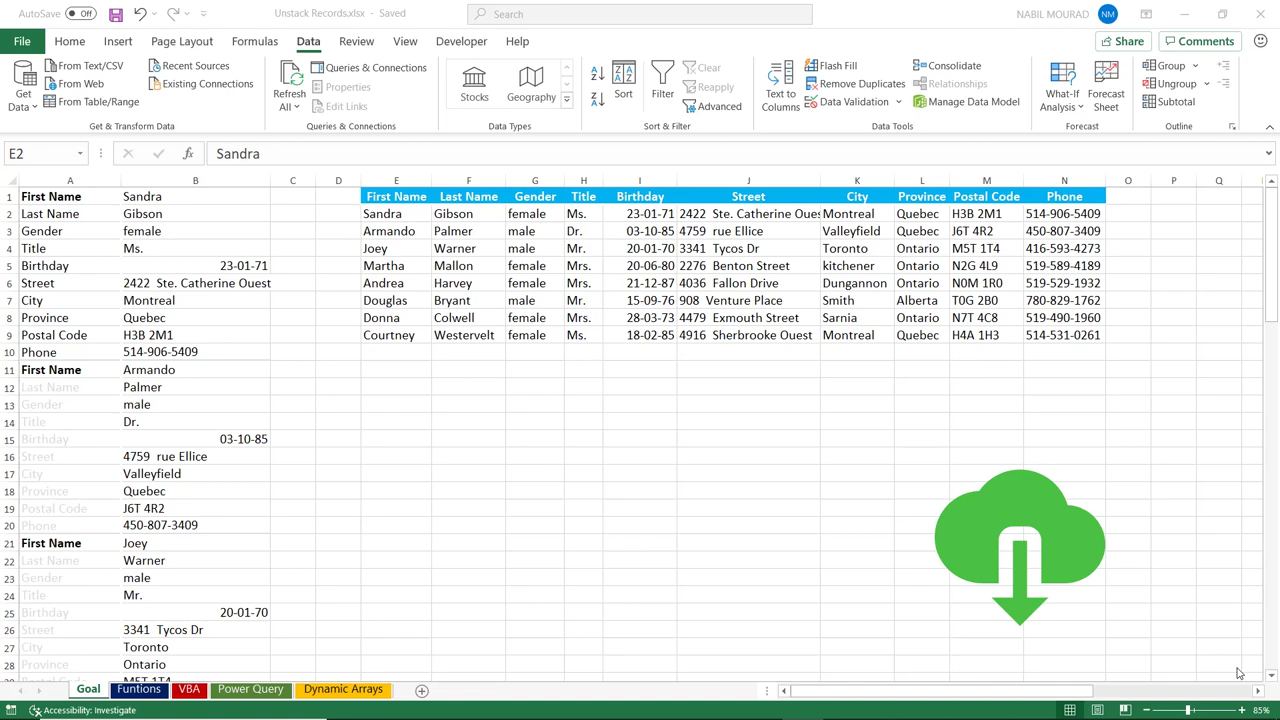 AutoSave Off Unstack Records.xlsx - Saved Search NABIL MOURAD NM
File Home Insert Page Layout Formulas Data Review View Developer Help Share Comments
Get Data
From Text/CSV
From Web
From Table/Range
Recent Sources
Existing Connections
Get & Transform Data
Refresh All
Queries & Connections
Properties
Edit Links
Queries & Connections
Stocks Geography
Data Types
Sort Filter
Clear
Reapply
Advanced
Sort & Filter
Text to Columns
Flash Fill
Remove Duplicates
Data Validation
Consolidate
Relationships
Manage Data Model
Data Tools
What-If Analysis
Forecast Sheet
Forecast
Group
Ungroup
Subtotal
Outline
E2 fx Sandra
A B C D E F G H I J K L M N O P Q
1 First Name Sandra First Name Last Name Gender Title Birthday Street City Province Postal Code Phone
2 Last Name Gibson Sandra Gibson female Ms. 23-01-71 2422 Ste. Catherine Oues Montreal Quebec H3B 2M1 514-906-5409
3 Gender female Armando Palmer male Dr. 03-10-85 4759 rue Ellice Valleyfield Quebec J6T 4R2 450-807-3409
4 Title Ms. Joey Warner male Mr. 20-01-70 3341 Tycos Dr Toronto Ontario M5T 1T4 416-593-4273
5 Birthday 23-01-71 Martha Mallon female Mrs. 20-06-80 2276 Benton Street kitchener Ontario N2G 4L9 519-589-4189
6 Street 2422 Ste. Catherine Ouest Andrea Harvey female Mrs. 21-12-87 4036 Fallon Drive Dungannon Ontario N0M 1R0 519-529-1932
7 City Montreal Douglas Bryant male Mr. 15-09-76 908 Venture Place Smith Alberta T0G 2B0 780-829-1762
8 Province Quebec Donna Colwell female Mrs. 28-03-73 4479 Exmouth Street Sarnia Ontario N7T 4C8 519-490-1960
9 Postal Code H3B 2M1 Courtney Westervelt female Ms. 18-02-85 4916 Sherbrooke Ouest Montreal Quebec H4A 1H3 514-531-0261
10 Phone 514-906-5409
11 First Name Armando
12 Last Name Palmer
13 Gender male
14 Title Dr.
15 Birthday 03-10-85
16 Street 4759 rue Ellice
17 City Valleyfield
18 Province Quebec
19 Postal Code J6T 4R2
20 Phone 450-807-3409
21 First Name Joey
22 Last Name Warner
23 Gender male
24 Title Mr.
25 Birthday 20-01-70
26 Street 3341 Tycos Dr
27 City Toronto
28 Province Ontario
Goal Funtions VBA Power Query Dynamic Arrays
Accessibility: Investigate 85%